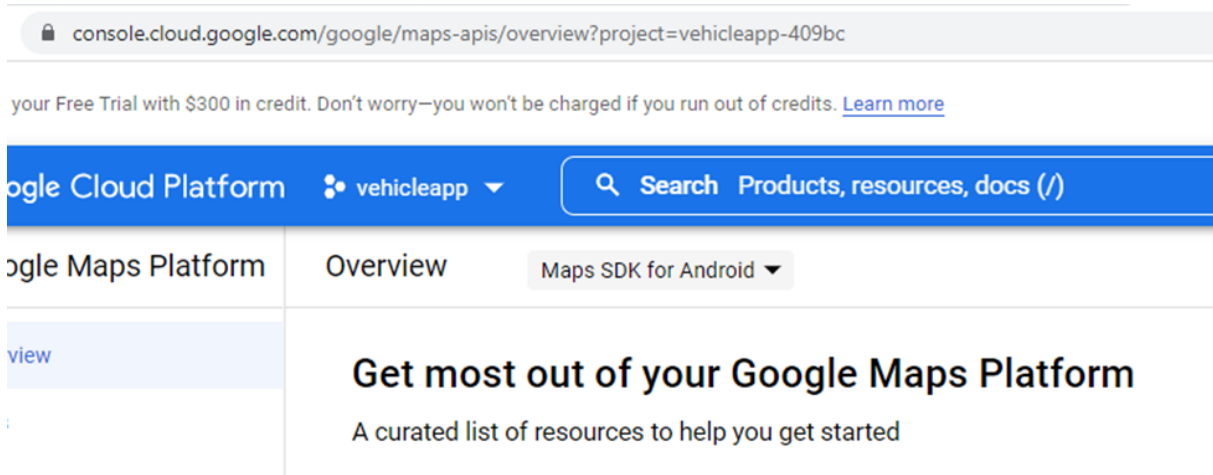 console.cloud.google.com/google/maps-apis/overview?project=vehicleapp-409bc
your Free Trial with $300 in credit. Don't worry—you won't be charged if you run out of credits. Learn more
ogle Cloud Platform vehicleapp Search Products, resources, docs (/)
ogle Maps Platform Overview Maps SDK for Android
view
Get most out of your Google Maps Platform
A curated list of resources to help you get started